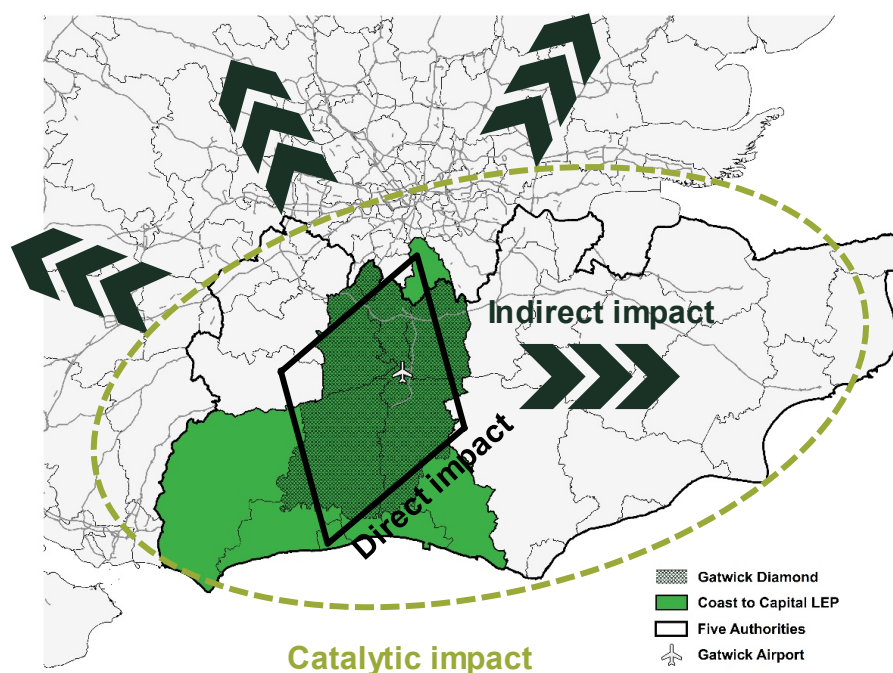 Indirect impact
Direct impact
Catalytic impact
Gatwick Diamond
Coast to Capital LEP
Five Authorities
Gatwick Airport